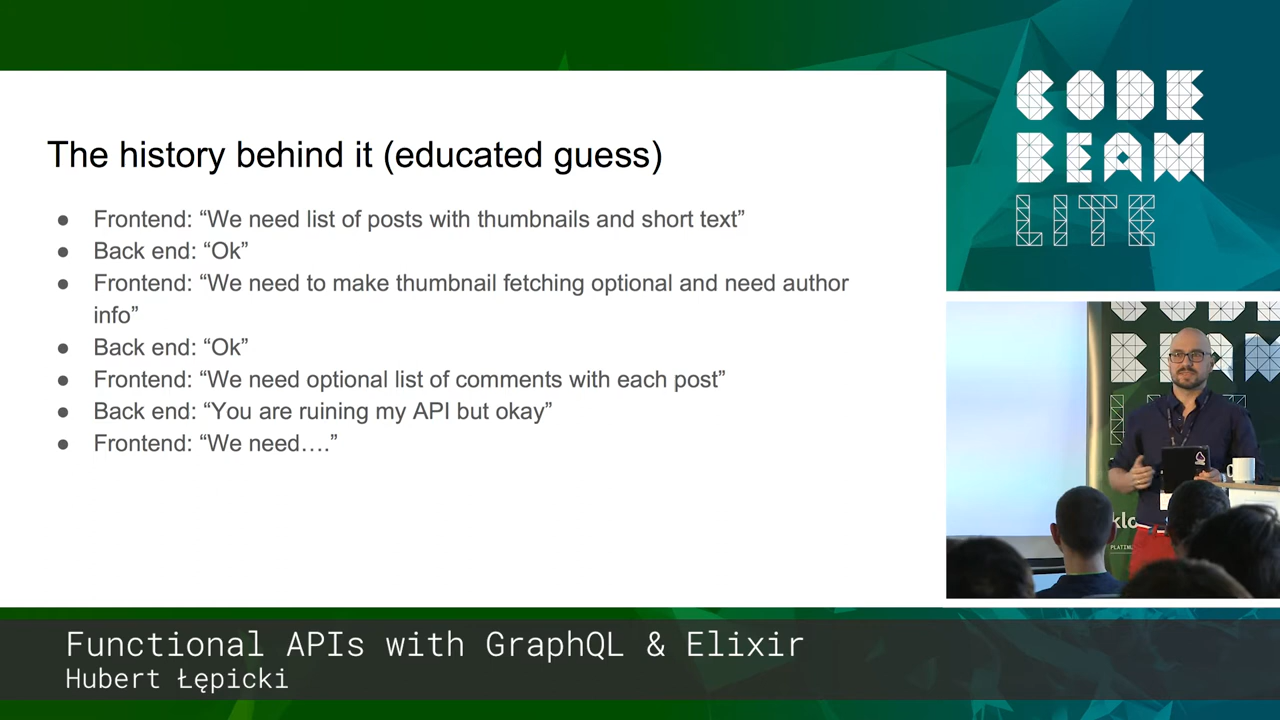 CODE
BEAM
LITE
The history behind it (educated guess)
● Frontend: “We need list of posts with thumbnails and short text”
● Back end: “Ok”
● Frontend: “We need to make thumbnail fetching optional and need author
info”
● Back end: “Ok”
● Frontend: “We need optional list of comments with each post”
● Back end: “You are ruining my API but okay”
● Frontend: “We need….”
BEAM
Functional APIs with GraphQL & Elixir
Hubert Łępicki